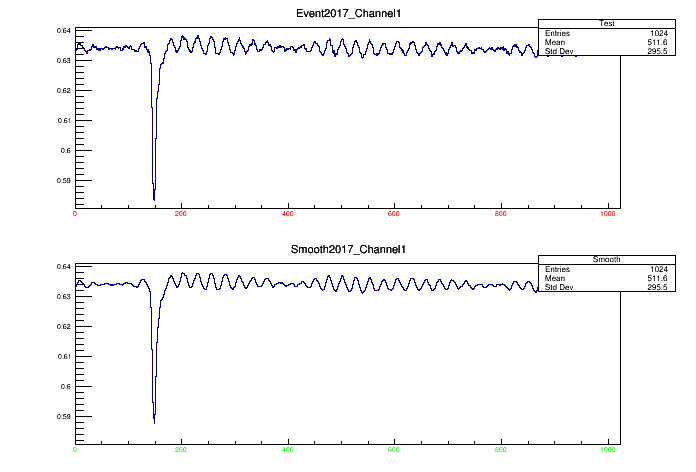 Event2017_Channel1
Test
Entries 1024
Mean 511.6
Std Dev 295.5
0.64
0.63
0.62
0.61
0.6
0.59
0 200 400 600 800 1000
Smooth2017_Channel1
Smooth
Entries 1024
Mean 511.6
Std Dev 295.5
0.64
0.63
0.62
0.61
0.6
0.59
0 200 400 600 800 1000